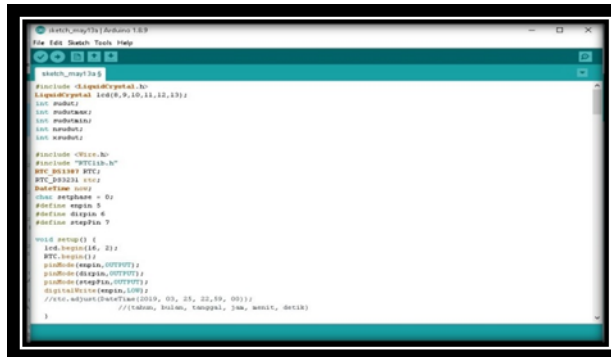 sketch_may13a | Arduino 1.8.9
File Edit Sketch Tools Help
sketch_may13a §
#include <LiquidCrystal.h>
LiquidCrystal lcd(8,9,10,11,12,13);
int sudut;
int sudutmax;
int sudutmin;
int nsudut;
int xsudut;
#include <Wire.h>
#include "RTClib.h"
RTC_DS1307 RTC;
RTC_DS3231 rtc;
DateTime now;
char setphase = 0;
#define enpin 5
#define dirpin 6
#define stepPin 7
void setup() {
lcd.begin(16, 2);
RTC.begin();
pinMode(enpin,OUTPUT);
pinMode(dirpin,OUTPUT);
pinMode(stepPin,OUTPUT);
digitalWrite(enpin,LOW);
//rtc.adjust(DateTime(2019, 03, 25, 22,59, 00));
//(tahun, bulan, tanggal, jam, menit, detik)
}